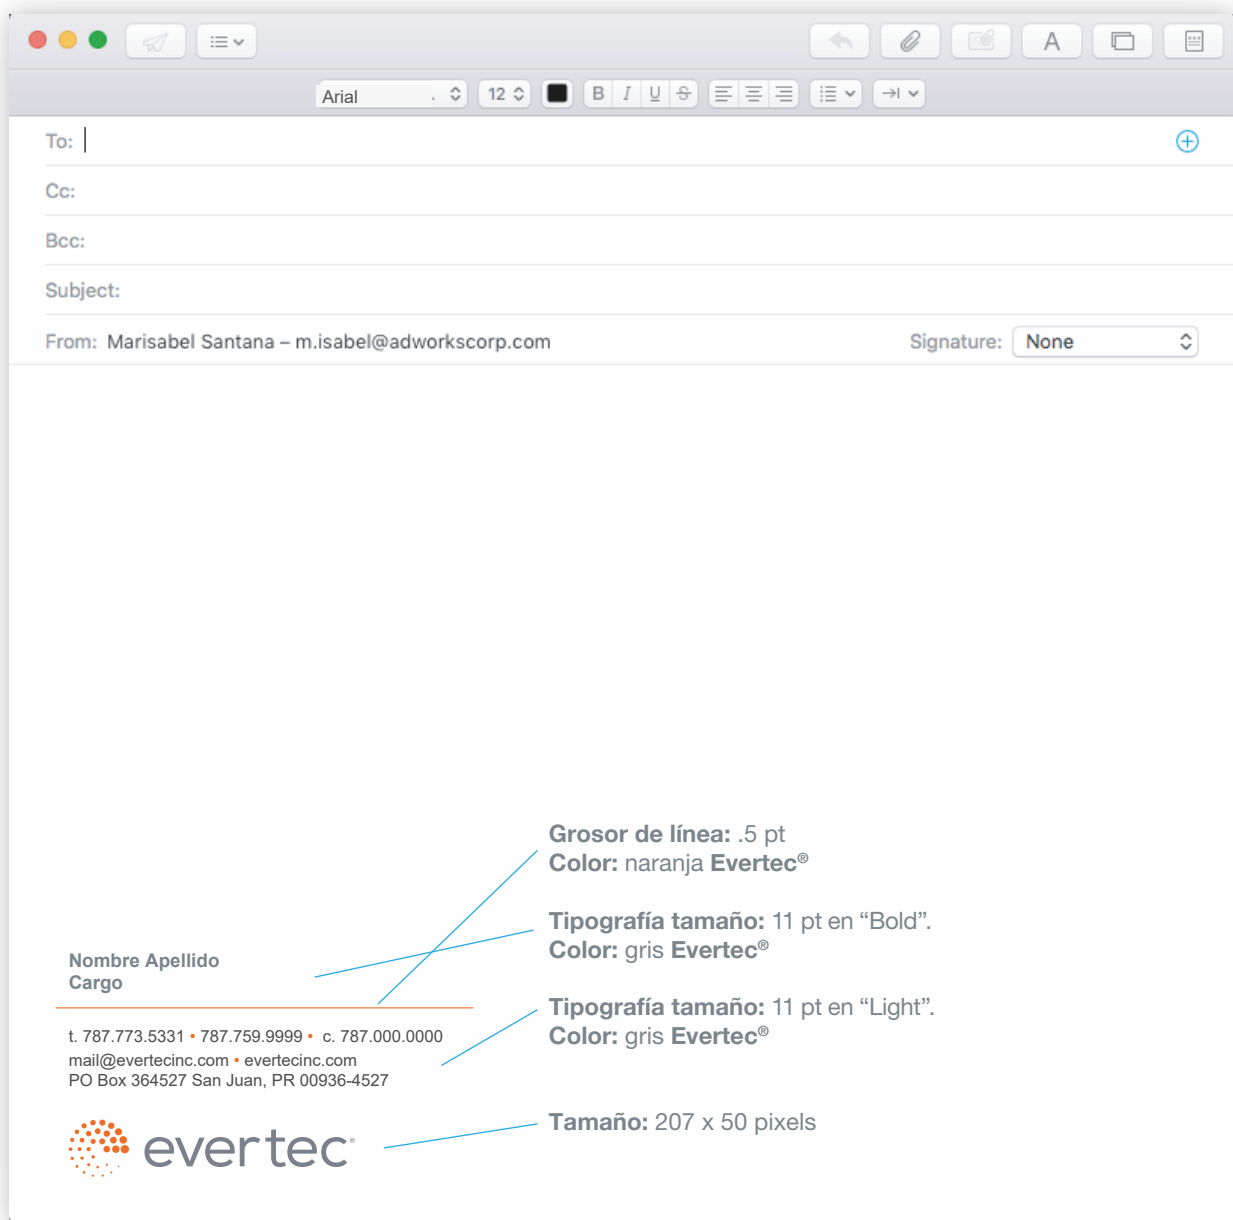 Arial
12
B I U S
A
To:
Cc:
Bcc:
Subject:
From: Marisabel Santana – m.isabel@adworkscorp.com
Signature: None
Grosor de línea: .5 pt
Color: naranja Evertec®
Tipografía tamaño: 11 pt en “Bold”.
Color: gris Evertec®
Nombre Apellido
Cargo
Tipografía tamaño: 11 pt en “Light”.
Color: gris Evertec®
t. 787.773.5331 • 787.759.9999 • c. 787.000.0000
mail@evertecinc.com • evertecinc.com
PO Box 364527 San Juan, PR 00936-4527
Tamaño: 207 x 50 pixels
evertec®